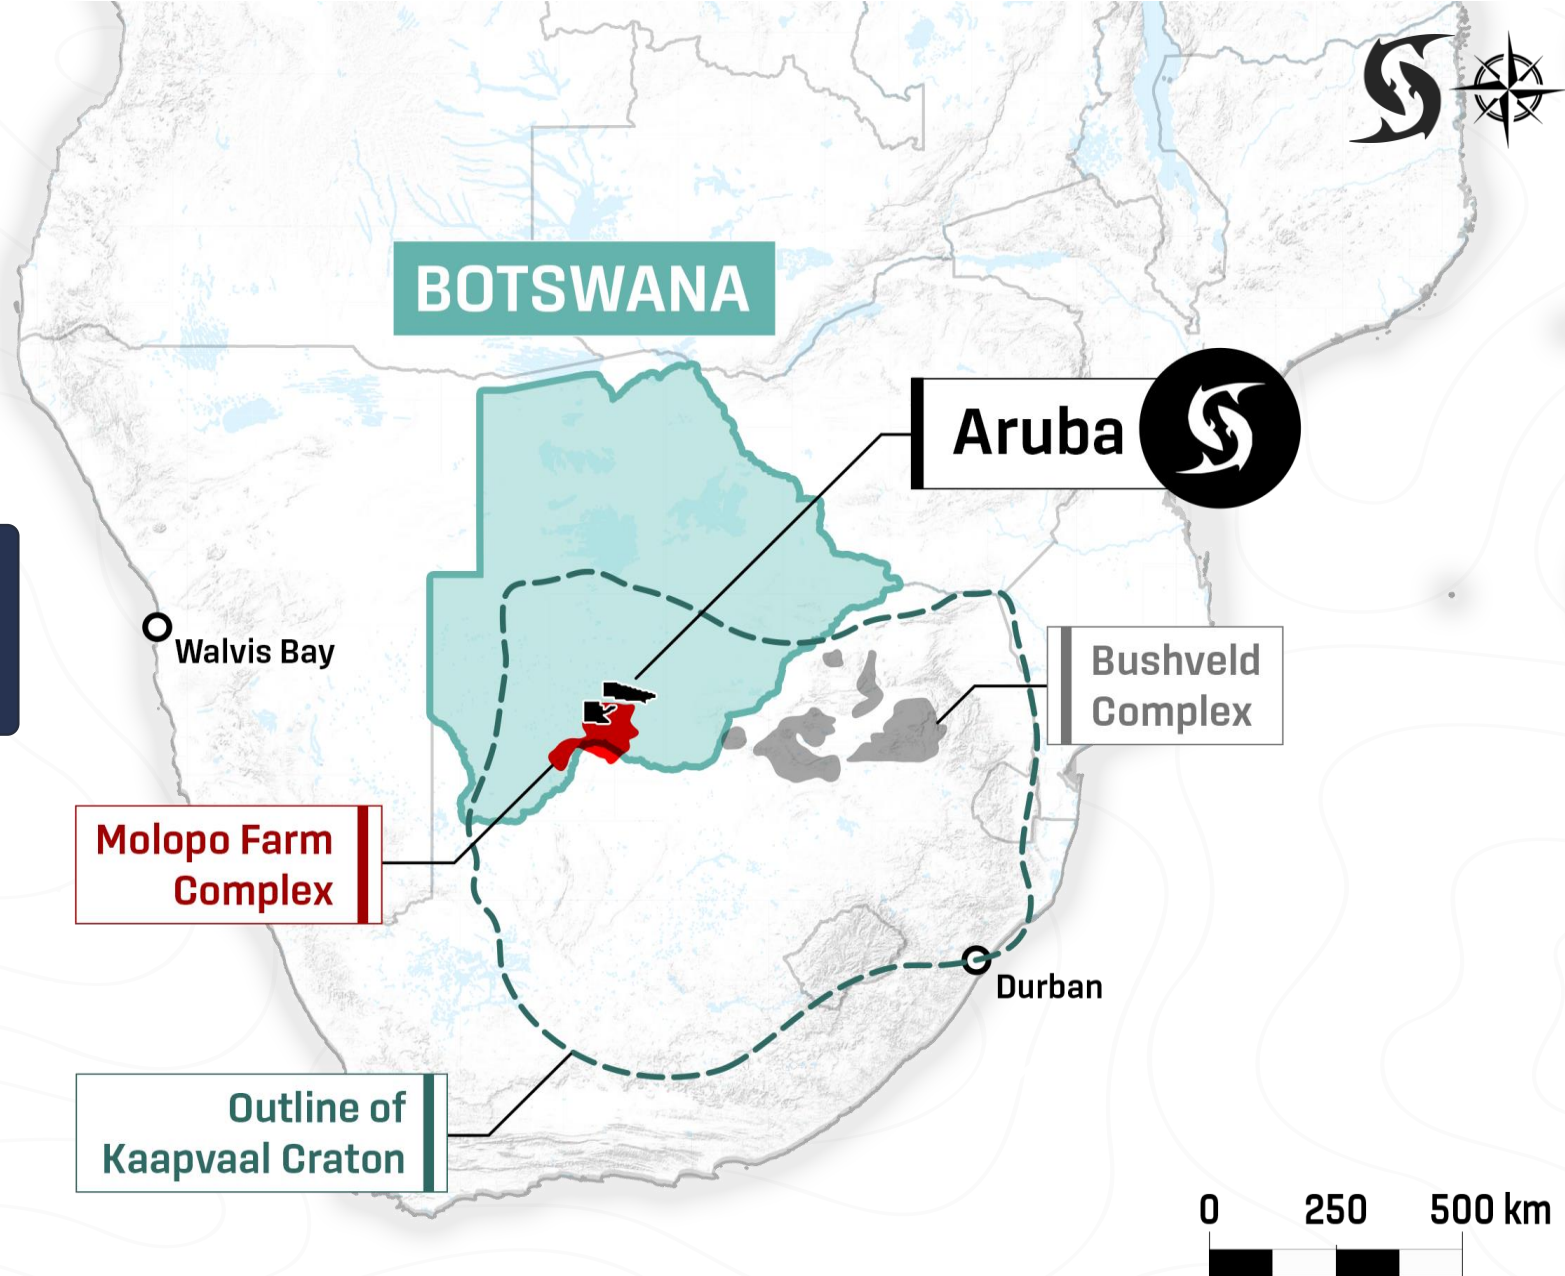 BOTSWANA
Aruba
Walvis Bay
Bushveld
Complex
Molopo Farm
Complex
Durban
Outline of
Kaapvaal Craton
0 250 500 km